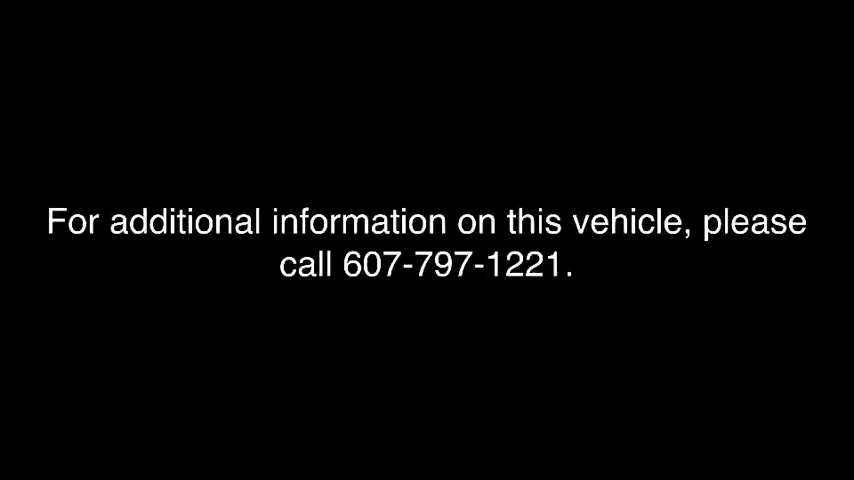 For additional information on this vehicle, please
call 607-797-1221.